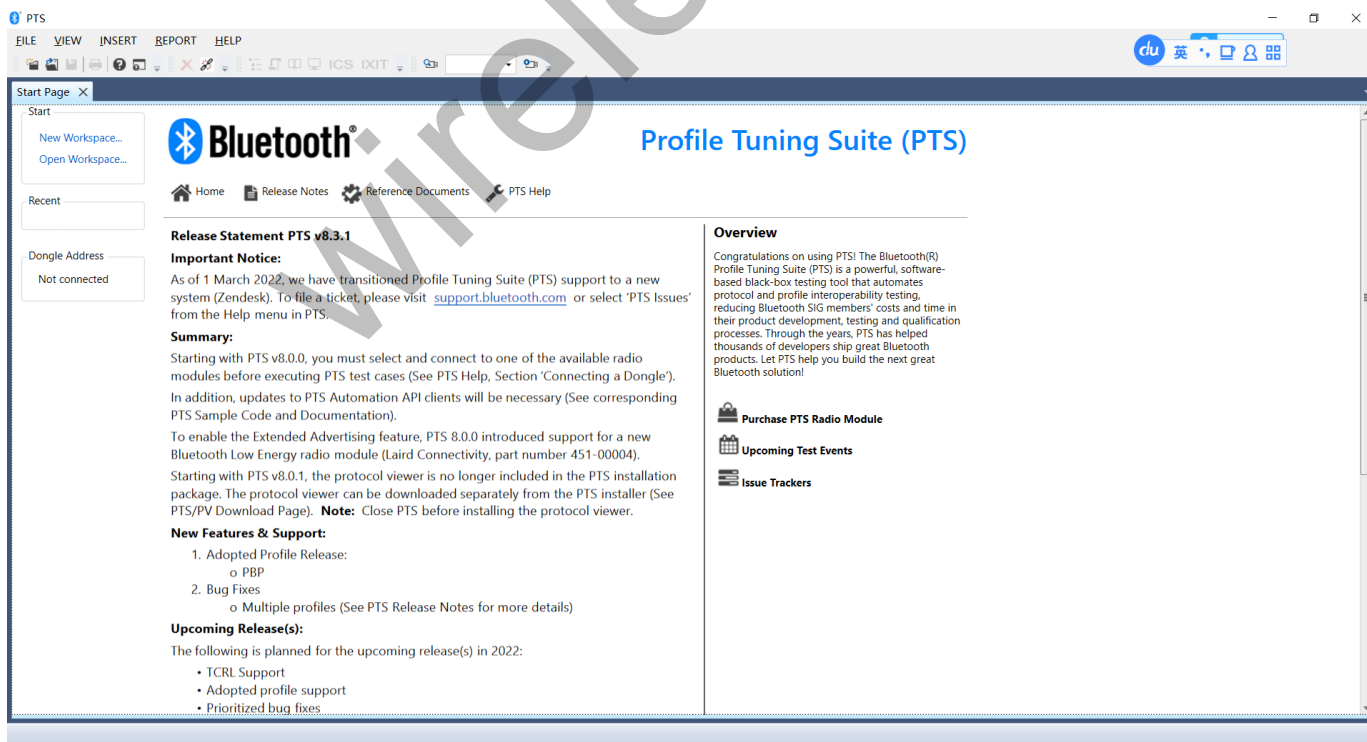 PTS
FILE VIEW INSERT REPORT HELP
du 英
ICS IXIT
Start Page
Start
New Workspace...
Open Workspace...
Recent
Dongle Address
Not connected
Bluetooth®
Profile Tuning Suite (PTS)
Home Release Notes Reference Documents PTS Help
Release Statement PTS v8.3.1
Important Notice:
As of 1 March 2022, we have transitioned Profile Tuning Suite (PTS) support to a new
system (Zendesk). To file a ticket, please visit support.bluetooth.com or select 'PTS Issues'
from the Help menu in PTS.
Summary:
Starting with PTS v8.0.0, you must select and connect to one of the available radio
modules before executing PTS test cases (See PTS Help, Section 'Connecting a Dongle').
In addition, updates to PTS Automation API clients will be necessary (See corresponding
PTS Sample Code and Documentation).
To enable the Extended Advertising feature, PTS 8.0.0 introduced support for a new
Bluetooth Low Energy radio module (Laird Connectivity, part number 451-00004).
Starting with PTS v8.0.1, the protocol viewer is no longer included in the PTS installation
package. The protocol viewer can be downloaded separately from the PTS installer (See
PTS/PV Download Page). Note: Close PTS before installing the protocol viewer.
New Features & Support:
1. Adopted Profile Release:
o PBP
2. Bug Fixes
o Multiple profiles (See PTS Release Notes for more details)
Upcoming Release(s):
The following is planned for the upcoming release(s) in 2022:
• TCRL Support
• Adopted profile support
• Prioritized bug fixes
Overview
Congratulations on using PTS! The Bluetooth(R)
Profile Tuning Suite (PTS) is a powerful, software-
based black-box testing tool that automates
protocol and profile interoperability testing,
reducing Bluetooth SIG members' costs and time in
their product development, testing and qualification
processes. Through the years, PTS has helped
thousands of developers ship great Bluetooth
products. Let PTS help you build the next great
Bluetooth solution!
Purchase PTS Radio Module
Upcoming Test Events
Issue Trackers